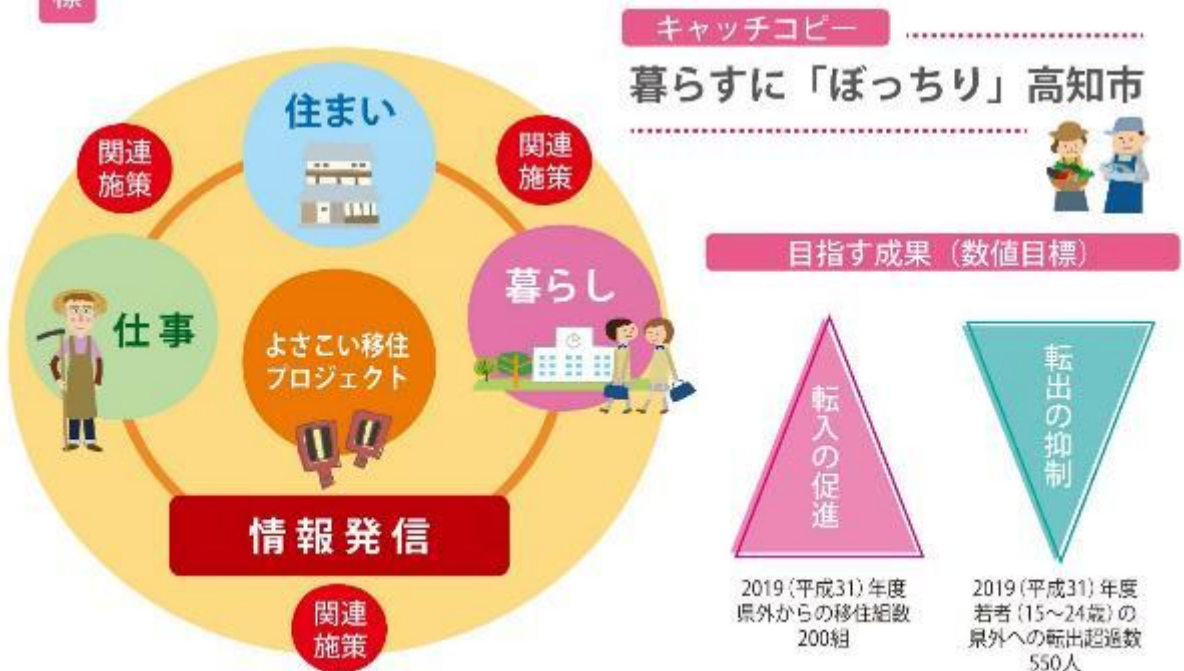 標
キャッチコピー
暮らすに「ぼっちり」高知市
住まい
関連
施策
関連
施策
仕事
暮らし
よさこい移住
プロジェクト
情報発信
関連
施策
目指す成果（数値目標）
転入の促進
転出の抑制
2019（平成31）年度
県外からの移住組数
200組
2019（平成31）年度
若者（15～24歳）の
県外への転出超過数
550人